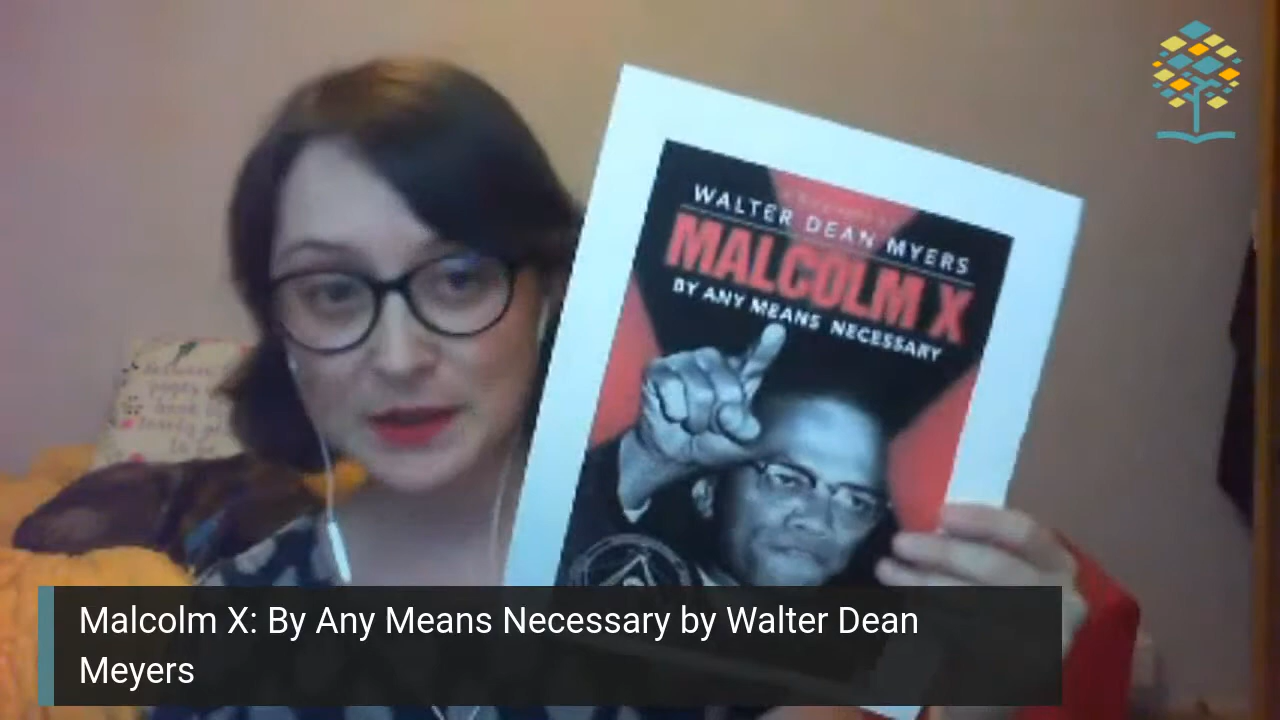 WALTER DEAN MYERS
MALCOLM X
BY ANY MEANS NECESSARY
Malcolm X: By Any Means Necessary by Walter Dean
Meyers